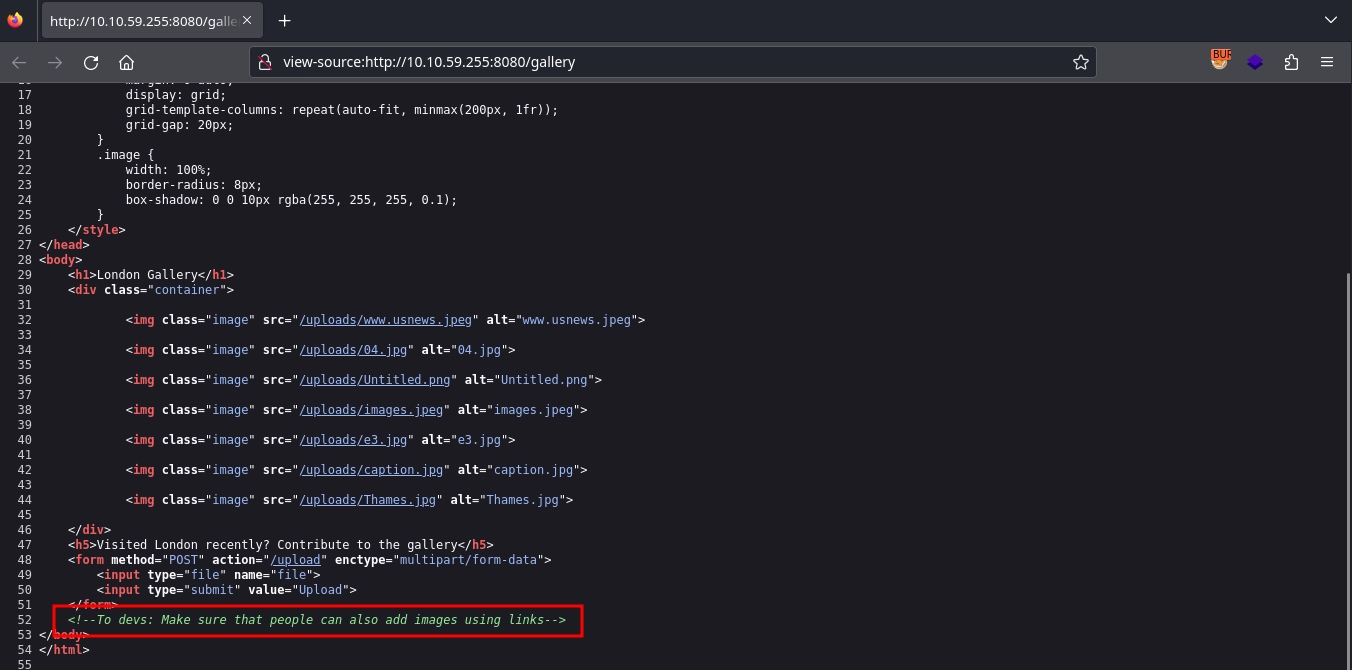 http://10.10.59.255:8080/galle
view-source:http://10.10.59.255:8080/gallery
BUR
17 display: grid;
18 grid-template-columns: repeat(auto-fit, minmax(200px, 1fr));
19 grid-gap: 20px;
20 }
21 .image {
22 width: 100%;
23 border-radius: 8px;
24 box-shadow: 0 0 10px rgba(255, 255, 255, 0.1);
25 }
26 </style>
27 </head>
28 <body>
29 <h1>London Gallery</h1>
30 <div class="container">
31
32 <img class="image" src="/uploads/www.usnews.jpeg" alt="www.usnews.jpeg">
33
34 <img class="image" src="/uploads/04.jpg" alt="04.jpg">
35
36 <img class="image" src="/uploads/Untitled.png" alt="Untitled.png">
37
38 <img class="image" src="/uploads/images.jpeg" alt="images.jpeg">
39
40 <img class="image" src="/uploads/e3.jpg" alt="e3.jpg">
41
42 <img class="image" src="/uploads/caption.jpg" alt="caption.jpg">
43
44 <img class="image" src="/uploads/Thames.jpg" alt="Thames.jpg">
45
46 </div>
47 <h5>Visited London recently? Contribute to the gallery</h5>
48 <form method="POST" action="/upload" enctype="multipart/form-data">
49 <input type="file" name="file">
50 <input type="submit" value="Upload">
51 </form>
52 <!--To devs: Make sure that people can also add images using links-->
53 </body>
54 </html>
55